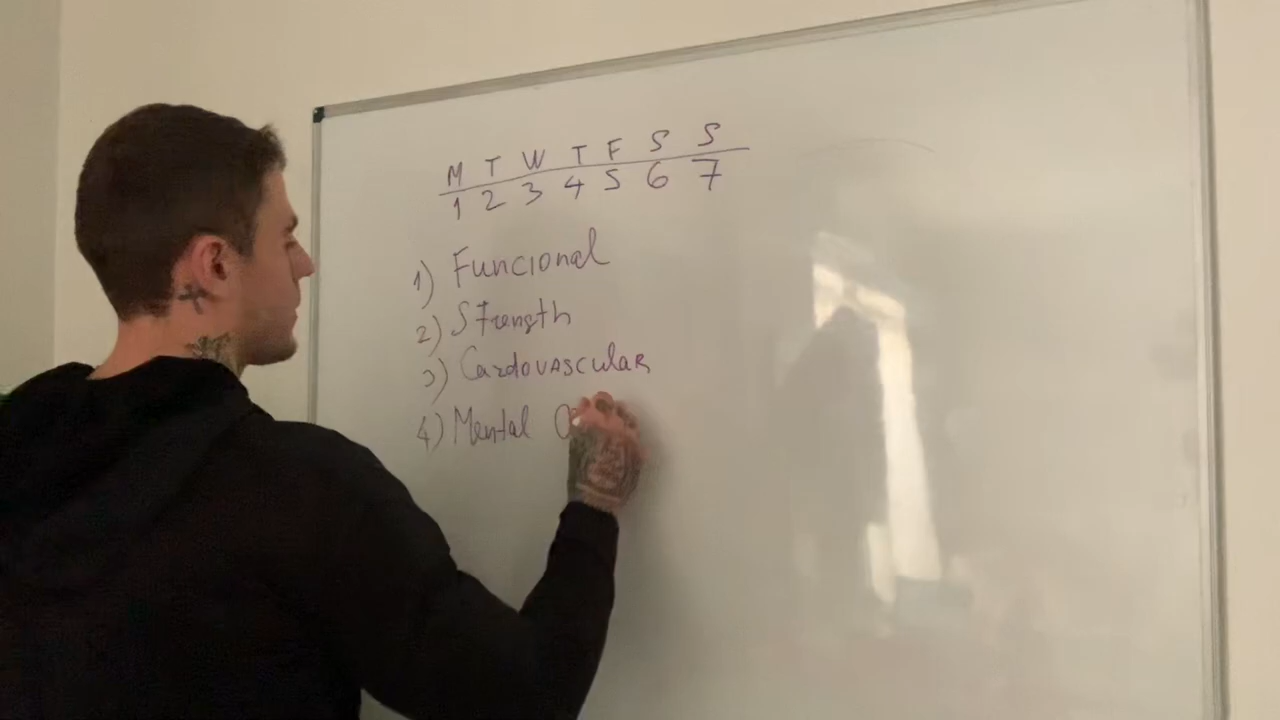 M T W T F S S
1 2 3 4 5 6 7
1) Funcional
2) Strength
3) Cardovascular
4) Mental